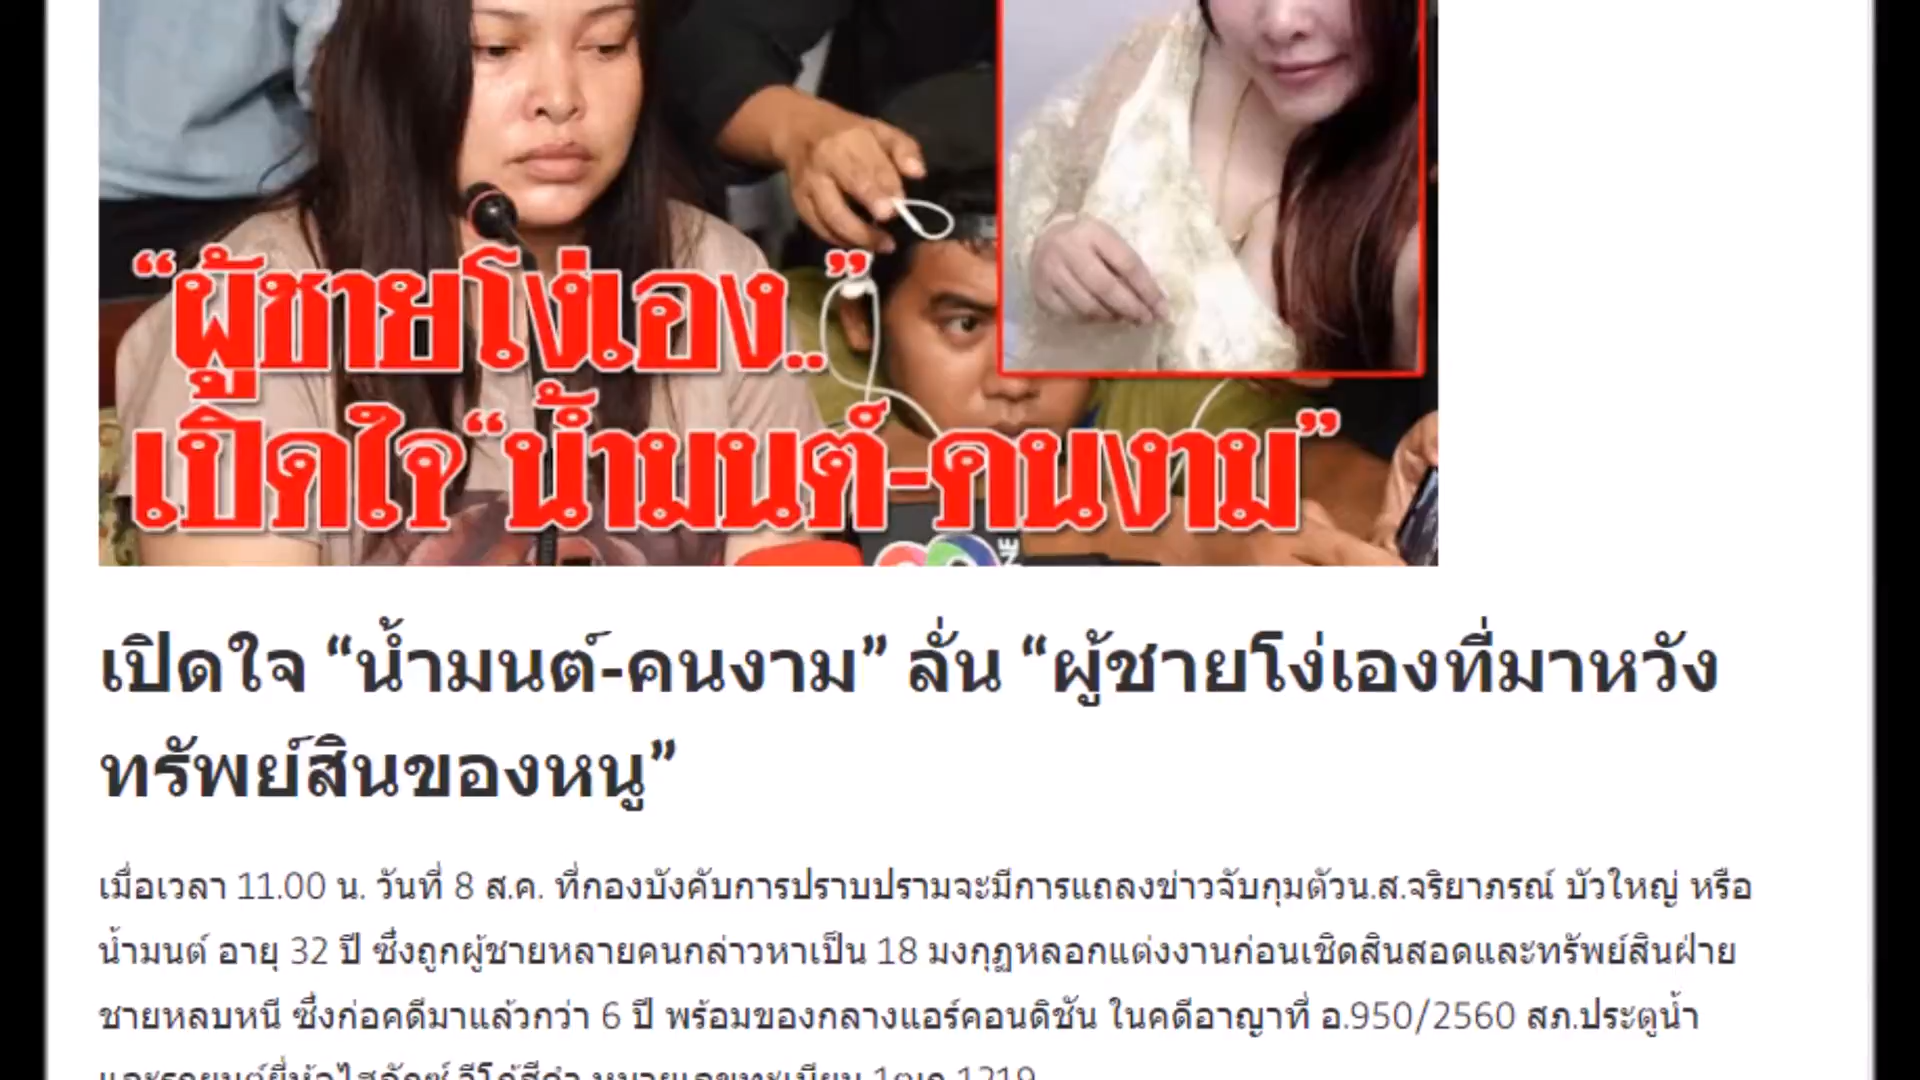 “ผู้ชายโง่เอง..”
เปิดใจ“น้ำมนต์-คนงาม”
เปิดใจ “น้ำมนต์-คนงาม” ลั่น “ผู้ชายโง่เองที่มาหวัง
ทรัพย์สินของหนู”
เมื่อเวลา 11.00 น. วันที่ 8 ส.ค. ที่กองบังคับการปราบปรามจะมีการแถลงข่าวจับกุมตัวน.ส.จริยาภรณ์ บัวใหญ่ หรือ
น้ำมนต์ อายุ 32 ปี ซึ่งถูกผู้ชายหลายคนกล่าวหาเป็น 18 มงกุฎหลอกแต่งงานก่อนเชิดสินสอดและทรัพย์สินฝ่าย
ชายหลบหนี ซึ่งก่อคดีมาแล้วกว่า 6 ปี พร้อมของกลางแอร์คอนดิชัน ในคดีอาญาที่ อ.950/2560 สภ.ประตูน้ำ